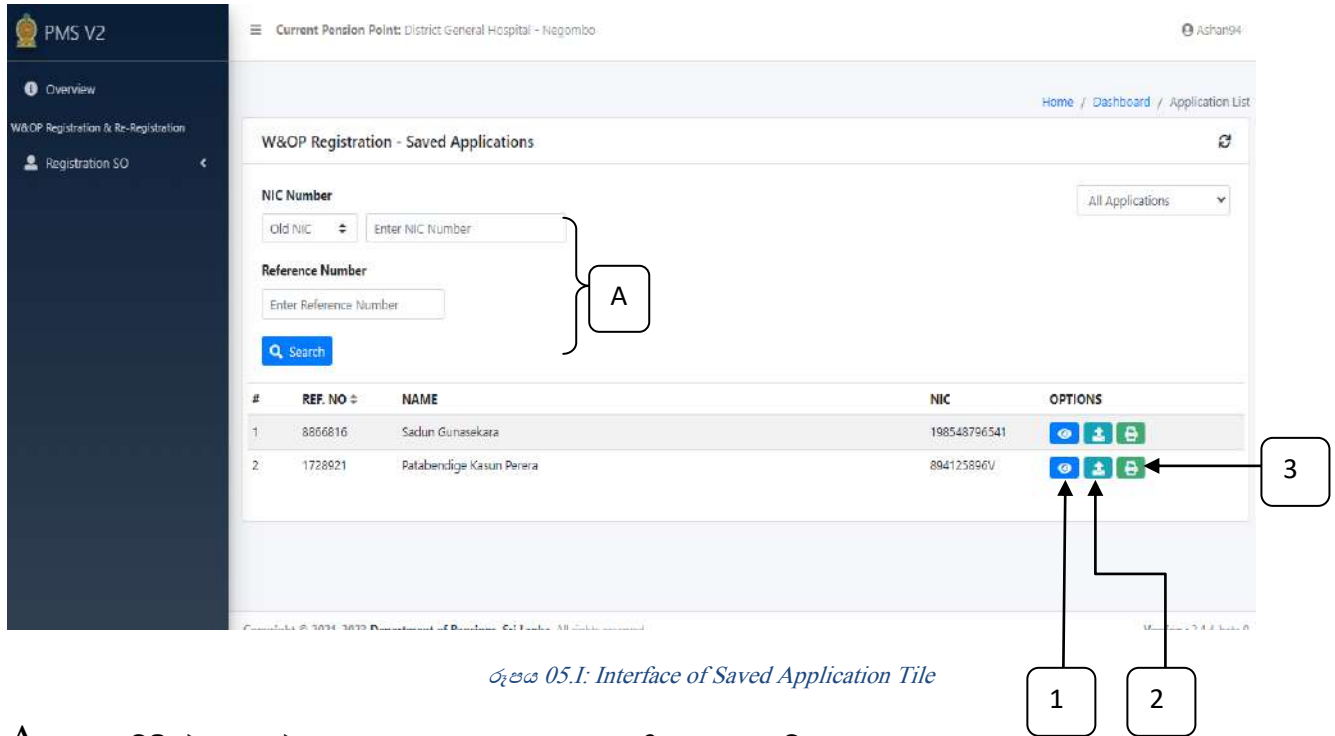 PMS V2
Current Pension Point: District General Hospital - Negombo
Ashan94
Overview
W&OP Registration & Re-Registration
Registration SO
Home / Dashboard / Application List
W&OP Registration - Saved Applications
NIC Number
All Applications
Old NIC Enter NIC Number
Reference Number
Enter Reference Number
A
Search
# REF. NO NAME NIC OPTIONS
1 8866816 Sadun Gunasekara 198548796541
2 1728921 Patabendige Kasun Perera 894125896V
3
රූපය 05.I: Interface of Saved Application Tile
1 2